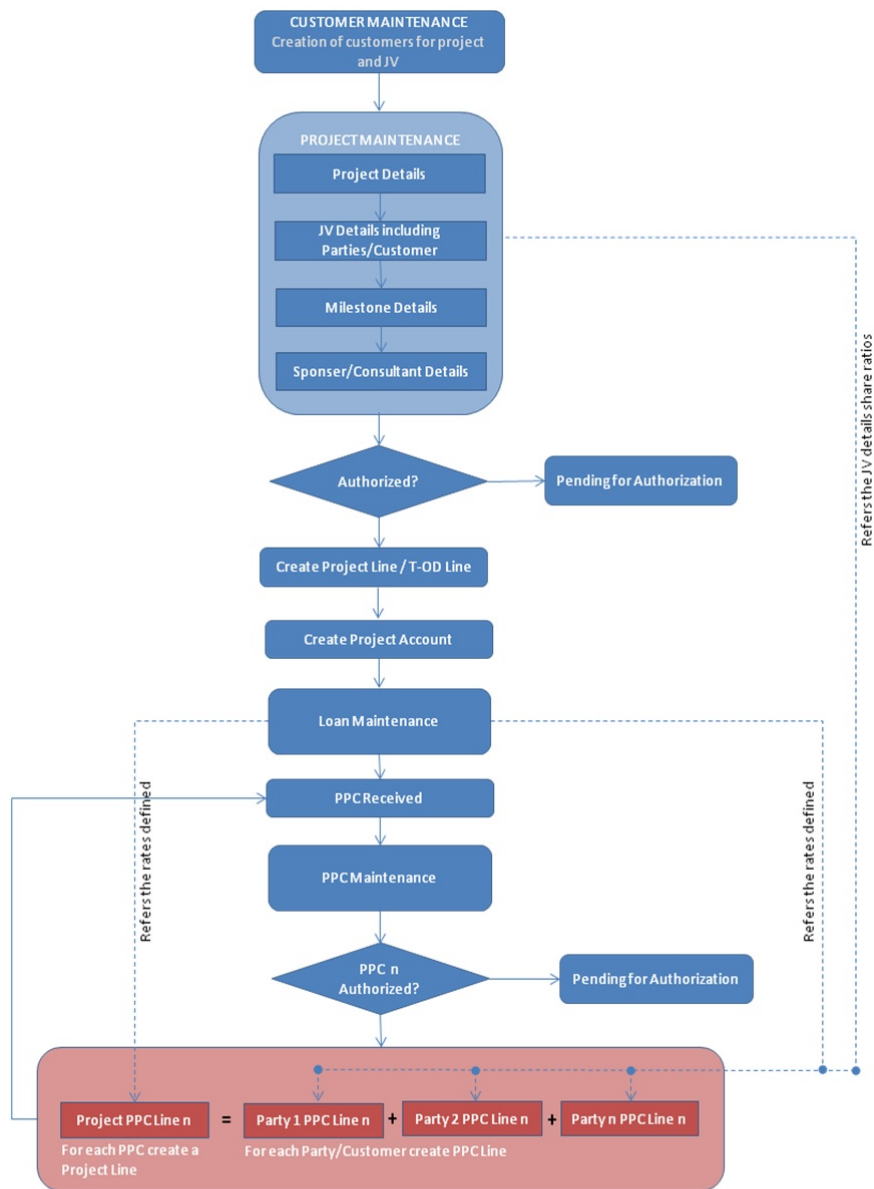 CUSTOMER MAINTENANCE
Creation of customers for project
and JV
PROJECT MAINTENANCE
Project Details
JV Details including
Parties/Customer
Milestone Details
Sponser/Consultant Details
Authorized?
Pending for Authorization
Refers the JV details share ratios
Create Project Line / T-OD Line
Create Project Account
Loan Maintenance
PPC Received
Refers the rates defined
Refers the rates defined
PPC Maintenance
PPC n
Authorized?
Pending for Authorization
Project PPC Line n = Party 1 PPC Line n + Party 2 PPC Line n + Party n PPC Line n
For each PPC create a
Project Line
For each Party/Customer create PPC Line